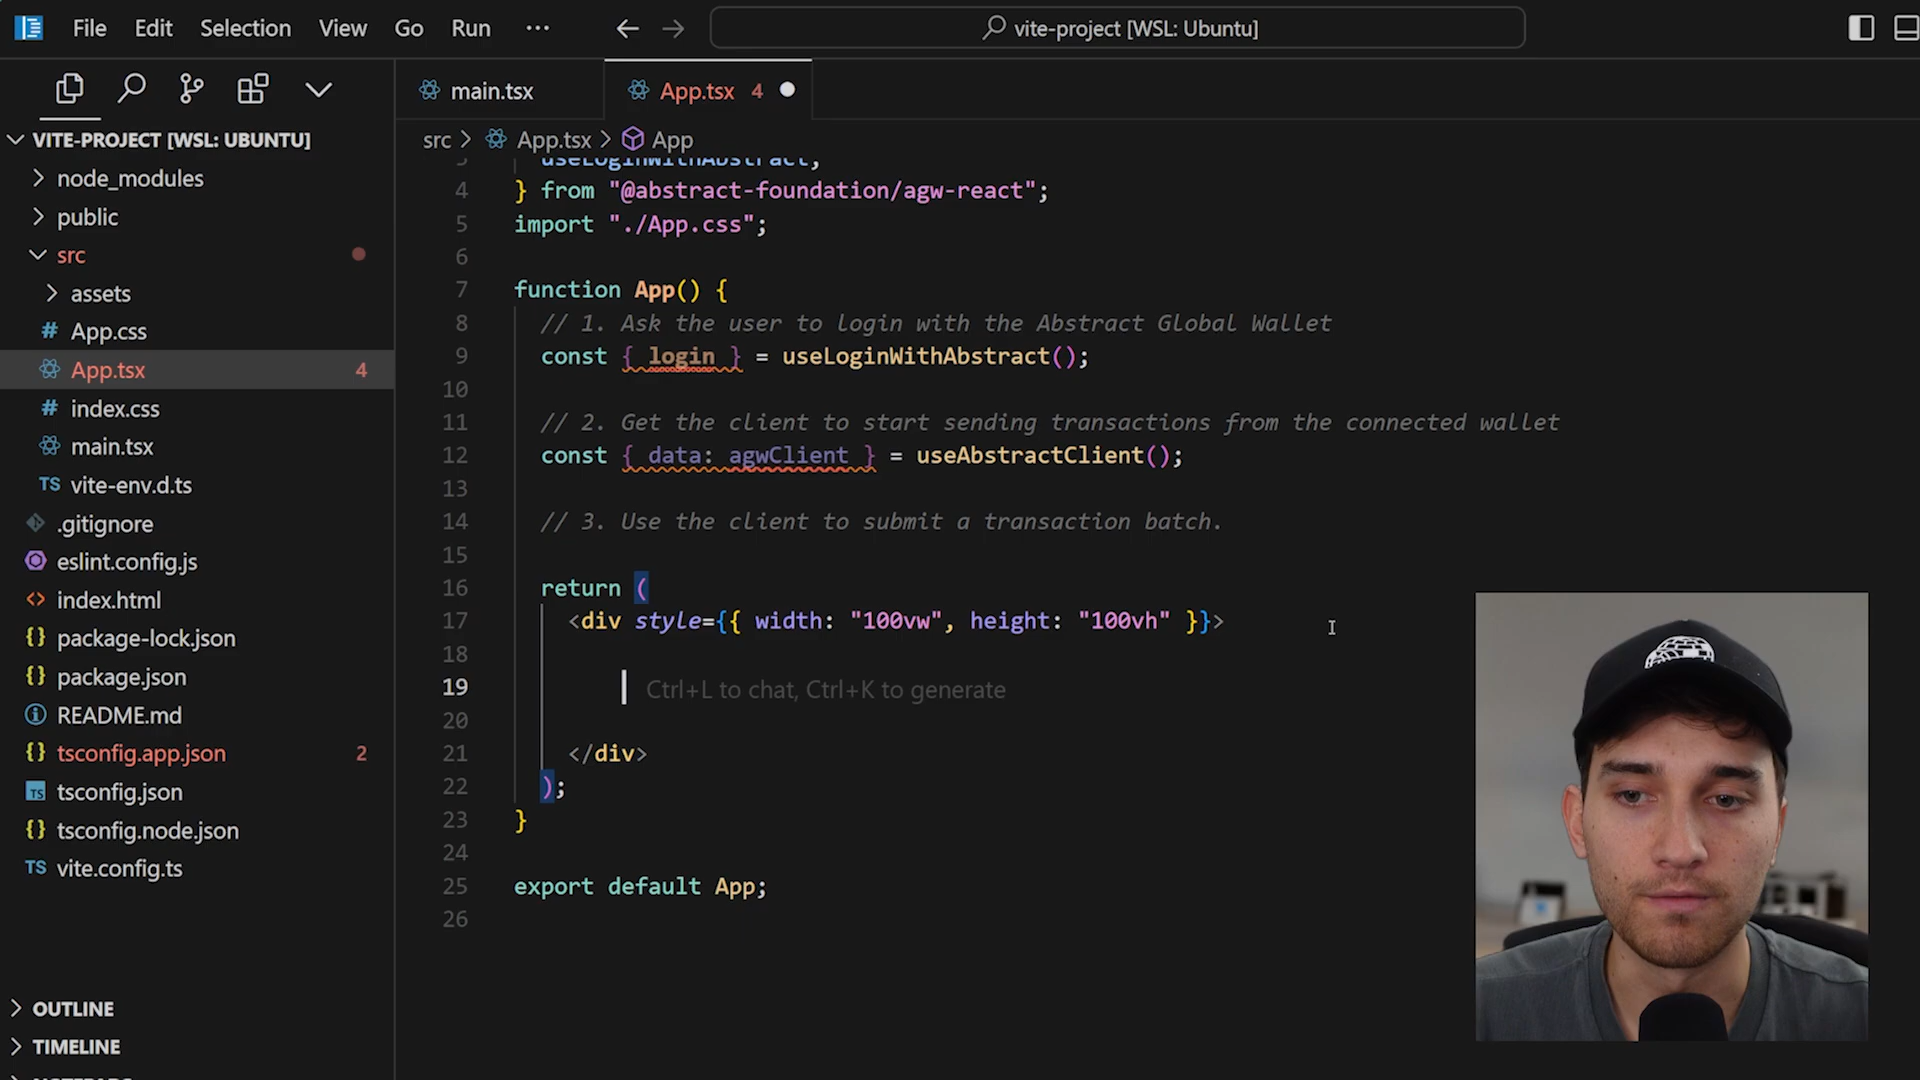 File Edit Selection View Go Run ...
vite-project [WSL: Ubuntu]
main.tsx
App.tsx 4
VITE-PROJECT [WSL: UBUNTU]
node_modules
public
src
assets
App.css
App.tsx 4
index.css
main.tsx
TS vite-env.d.ts
.gitignore
eslint.config.js
index.html
package-lock.json
package.json
README.md
tsconfig.app.json 2
TS tsconfig.json
tsconfig.node.json
TS vite.config.ts
OUTLINE
TIMELINE
src > App.tsx > App
3 useLoginWithAbstract,
4 } from "@abstract-foundation/agw-react";
5 import "./App.css";
6
7 function App() {
8 // 1. Ask the user to login with the Abstract Global Wallet
9 const { login } = useLoginWithAbstract();
10
11 // 2. Get the client to start sending transactions from the connected wallet
12 const { data: agwClient } = useAbstractClient();
13
14 // 3. Use the client to submit a transaction batch.
15
16 return (
17 <div style={{ width: "100vw", height: "100vh" }}>
18
19 Ctrl+L to chat, Ctrl+K to generate
20
21 </div>
22 );
23 }
24
25 export default App;
26